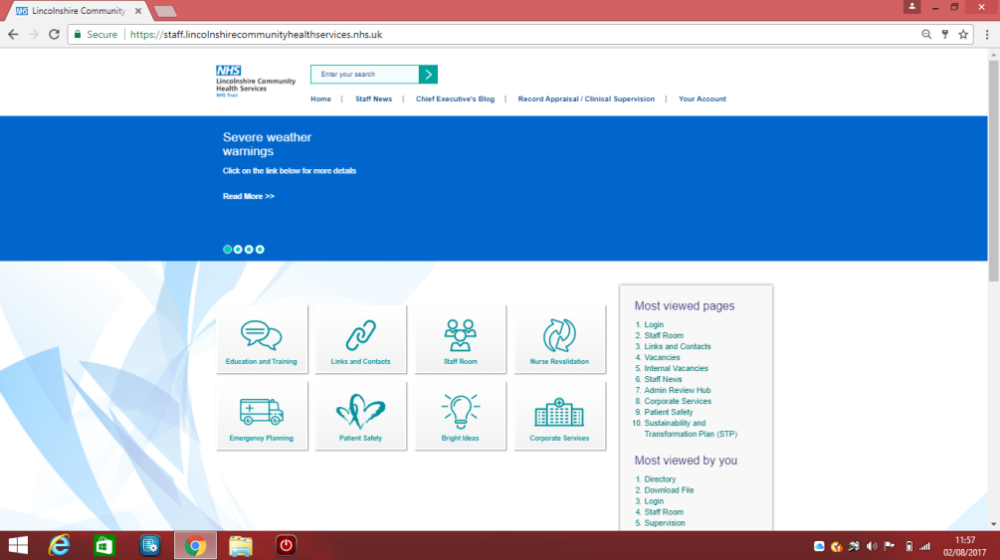 Lincolnshire Community
Secure | https://staff.lincolnshirecommunityhealthservices.nhs.uk
NHS
Lincolnshire Community
Health Services
NHS Trust
Enter your search
Home | Staff News | Chief Executive's Blog | Record Appraisal / Clinical Supervision | Your Account
Severe weather
warnings
Click on the link below for more details
Read More >>
Education and Training
Links and Contacts
Staff Room
Nurse Revalidation
Emergency Planning
Patient Safety
Bright Ideas
Corporate Services
Most viewed pages
1. Login
2. Staff Room
3. Links and Contacts
4. Vacancies
5. Internal Vacancies
6. Staff News
7. Admin Review Hub
8. Corporate Services
9. Patient Safety
10. Sustainability and
Transformation Plan (STP)
Most viewed by you
1. Directory
2. Download File
3. Login
4. Staff Room
5. Supervision
11:57
02/08/2017